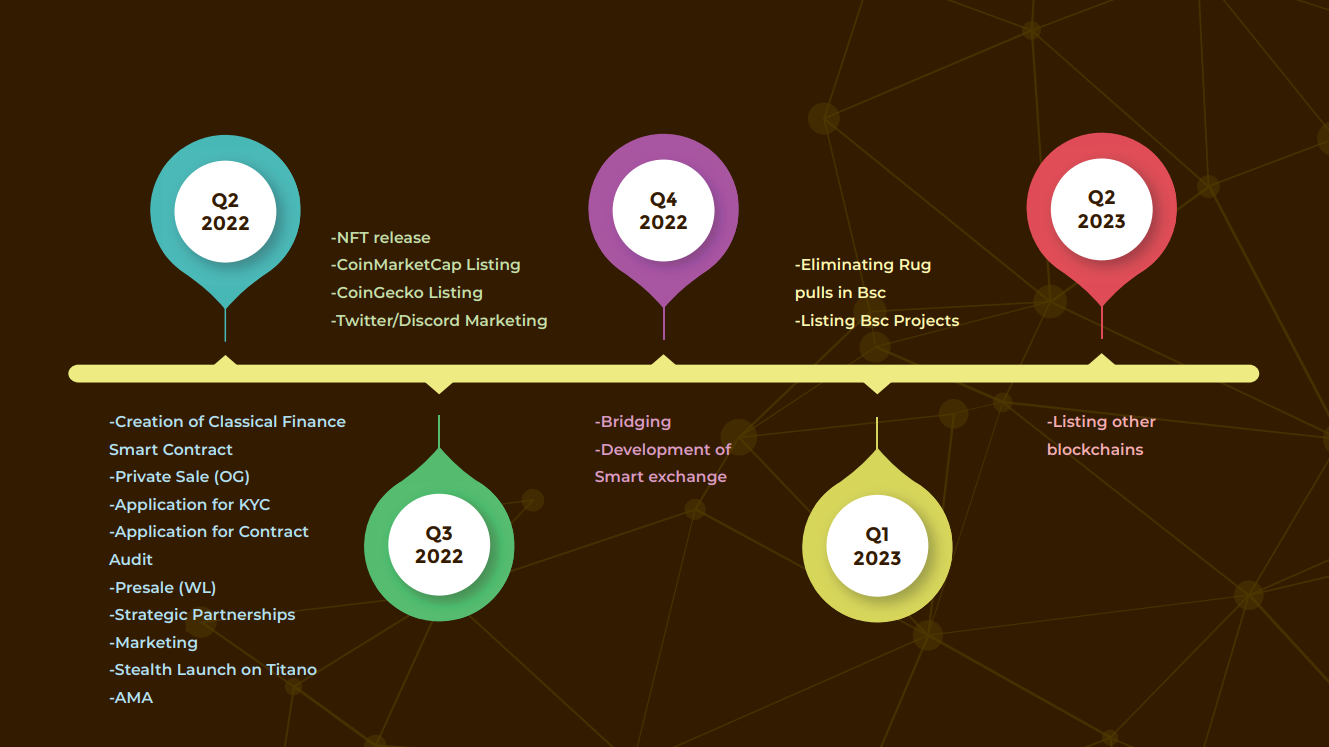 Q2
2022
-Creation of Classical Finance
Smart Contract
-Private Sale (OG)
-Application for KYC
-Application for Contract
Audit
-Presale (WL)
-Strategic Partnerships
-Marketing
-Stealth Launch on Titano
-AMA
-NFT release
-CoinMarketCap Listing
-CoinGecko Listing
-Twitter/Discord Marketing
Q3
2022
Q4
2022
-Bridging
-Development of
Smart exchange
-Eliminating Rug
pulls in Bsc
-Listing Bsc Projects
Q1
2023
Q2
2023
-Listing other
blockchains